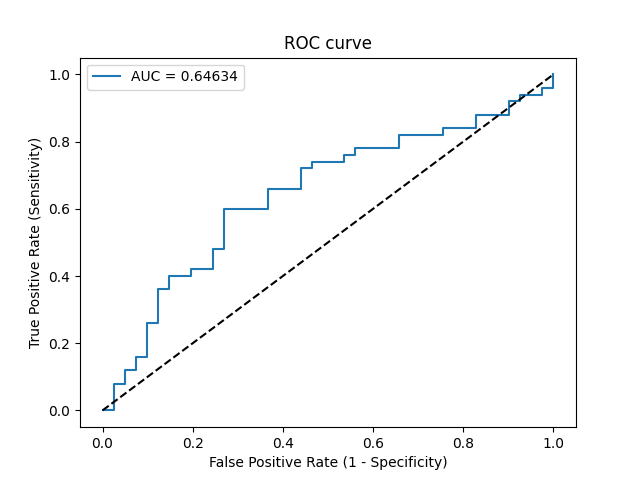 ROC curve
AUC = 0.64634
True Positive Rate (Sensitivity)
1.0
0.8
0.6
0.4
0.2
0.0
0.0 0.2 0.4 0.6 0.8 1.0
False Positive Rate (1 - Specificity)